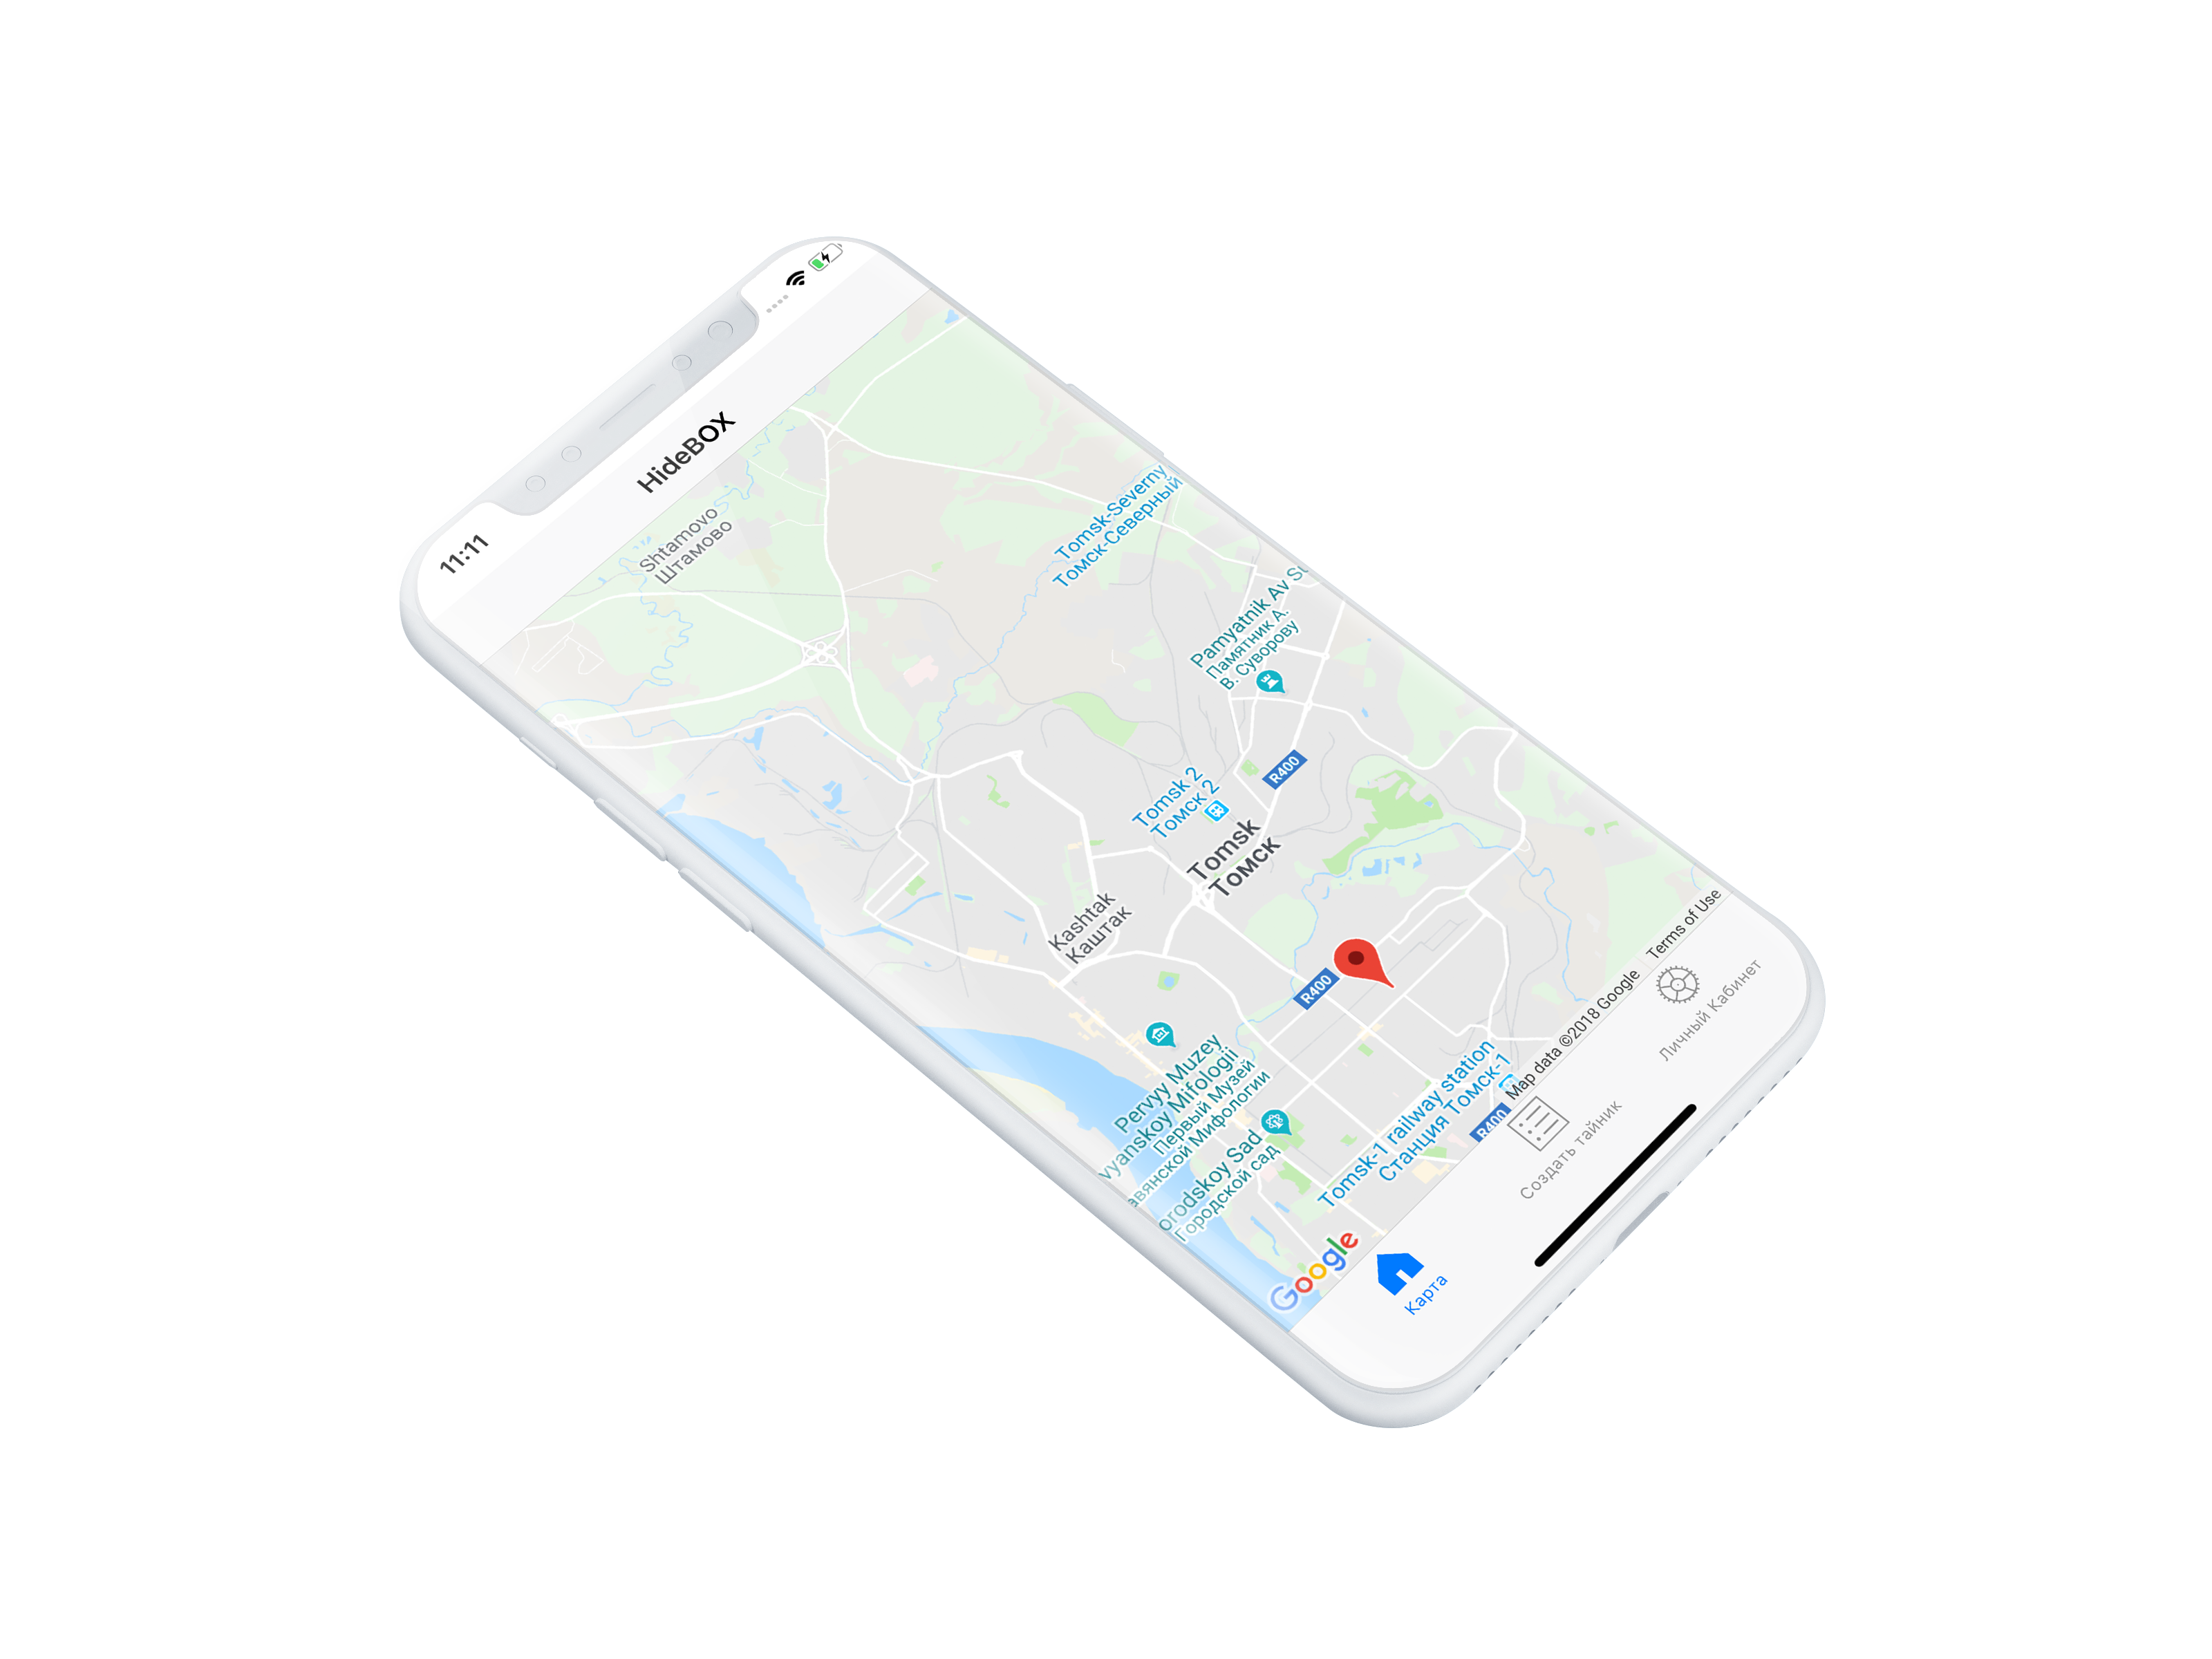 11:11
HideBOX
Shtamovo
Штамово
Tomsk-Severny
Томск-Северный
Pamyatnik Av
Памятник А.
В. Суворову
R400
Tomsk 2
Томск 2
Tomsk
Томск
Kashtak
Каштак
R400
Pervyy Muzey
vyanskoy Mifologii
Первый Музей
авянской Мифологии
orodskoy Sad
Городской сад
Tomsk-1 railway station
Станция Томск-1
R400
Google
Map data ©2018 Google
Terms of Use
Карта
Создать тайник
Личный Кабинет